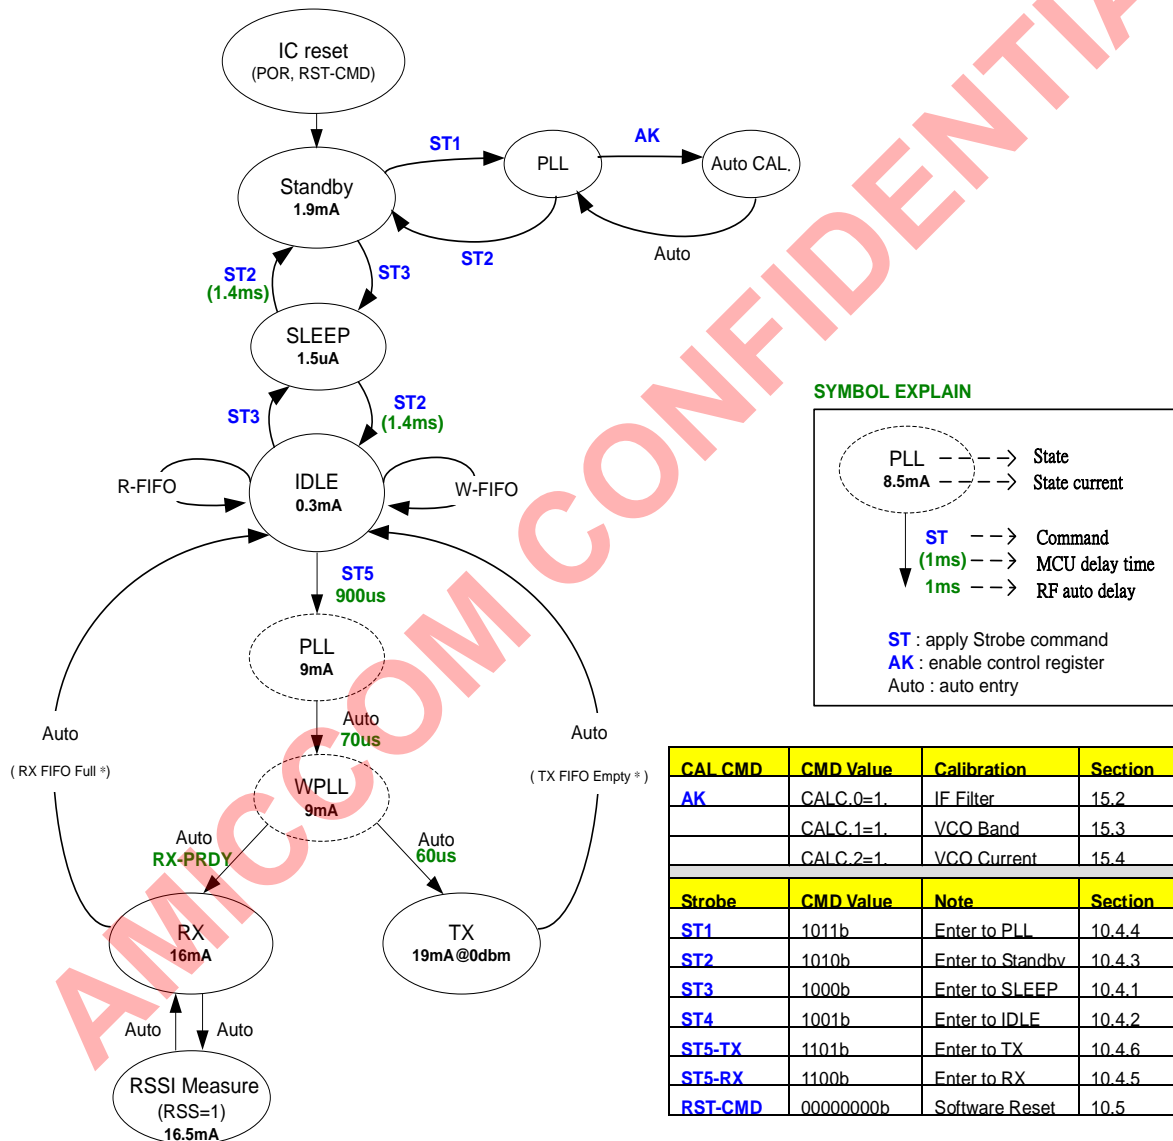 IC reset
(POR, RST-CMD)
ST1
AK
PLL
Auto CAL.
Standby
1.9mA
Auto
ST2
ST3
ST2
(1.4ms)
SLEEP
1.5uA
ST3
ST2
(1.4ms)
R-FIFO
IDLE
0.3mA
W-FIFO
ST5
900us
PLL
9mA
Auto
70us
WPLL
9mA
Auto
( RX FIFO Full *)
Auto
( TX FIFO Empty * )
Auto
RX-PRDY
Auto
60us
RX
16mA
TX
19mA@0dbm
Auto
Auto
RSSI Measure
(RSS=1)
16.5mA
SYMBOL EXPLAIN
PLL
8.5mA
State
State current
ST
(1ms)
1ms
Command
MCU delay time
RF auto delay
ST : apply Strobe command
AK : enable control register
Auto : auto entry
CAL CMD CMD Value Calibration Section
AK CALC.0=1. IF Filter 15.2
CALC.1=1. VCO Band 15.3
CALC.2=1. VCO Current 15.4
Strobe CMD Value Note Section
ST1 1011b Enter to PLL 10.4.4
ST2 1010b Enter to Standby 10.4.3
ST3 1000b Enter to SLEEP 10.4.1
ST4 1001b Enter to IDLE 10.4.2
ST5-TX 1101b Enter to TX 10.4.6
ST5-RX 1100b Enter to RX 10.4.5
RST-CMD 00000000b Software Reset 10.5
AMICCOM CONFIDENTIA